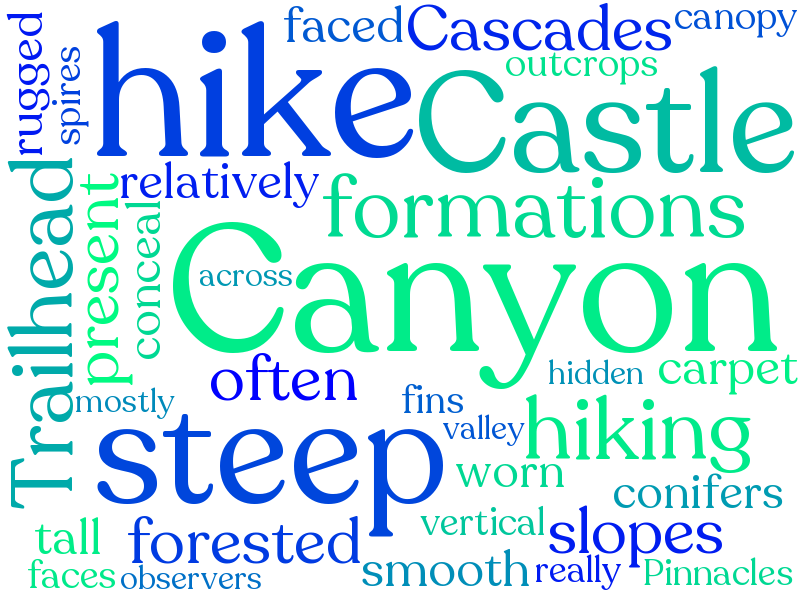 rugged
spires
hike
faced
Cascades
canopy
outcrops
Castle
relatively
formations
Trailhead
present
conceal
across
Canyon
often
hidden
carpet
mostly
fins
valley
hiking
steep
worn
conifers
tall
forested
vertical
slopes
faces
observers
smooth
really
Pinnacles